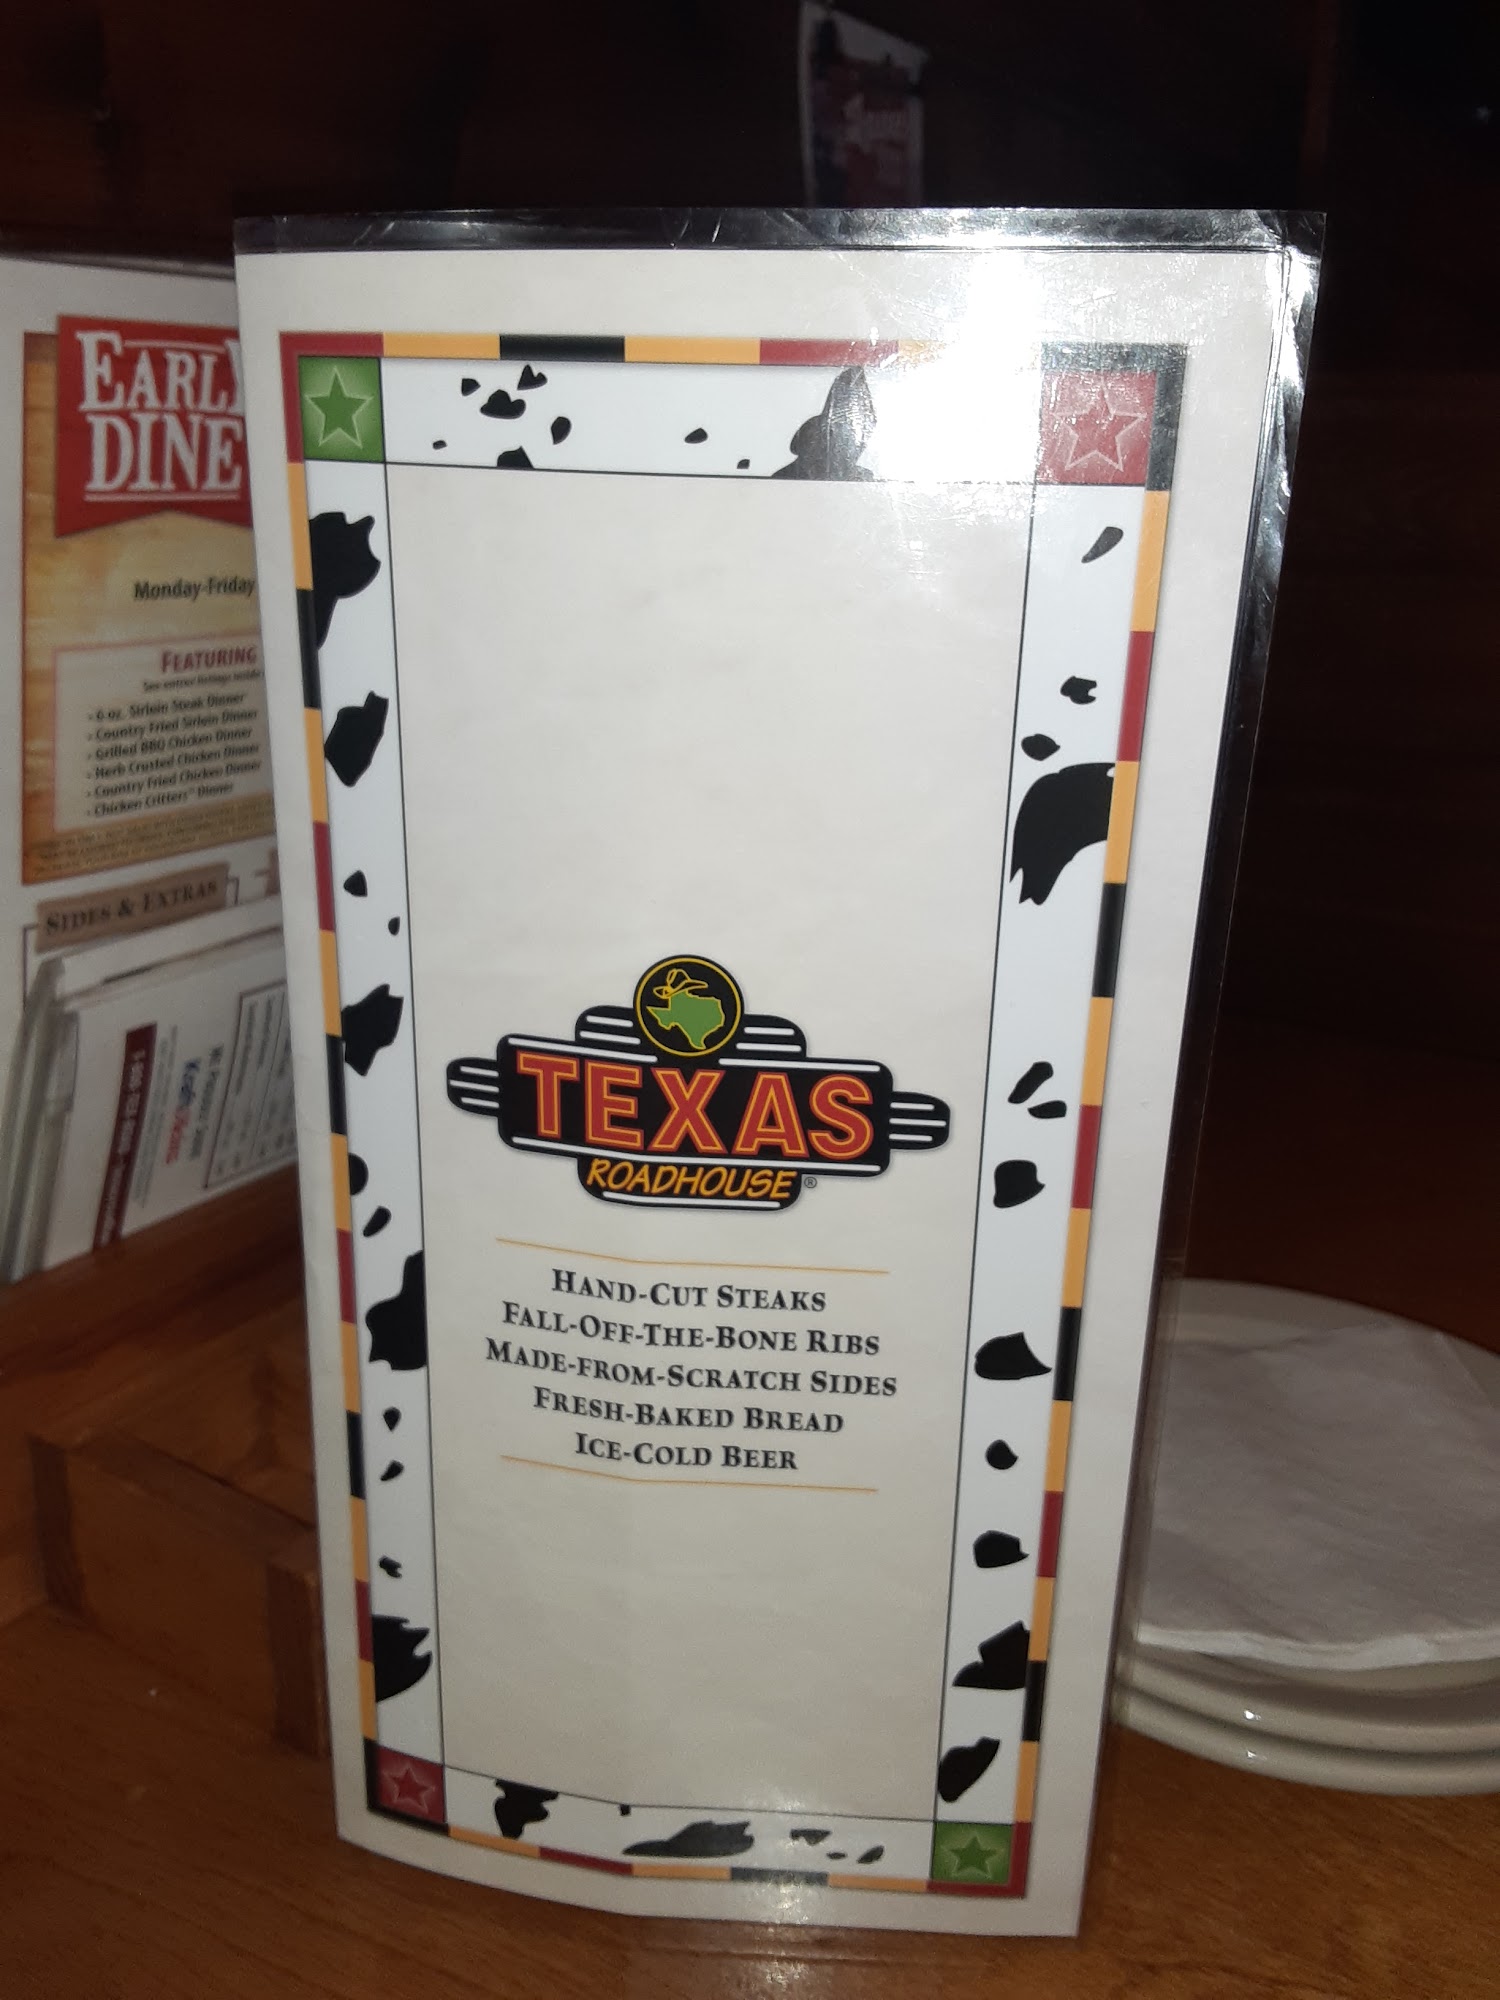 EARLY
DINE
Monday-Friday
FEATURING
- 6 oz. Sirloin Steak Dinner
- Country Fried Sirloin Dinner
- Grilled BBQ Chicken Dinner
- Herb Crusted Chicken Dinner
- Country Fried Chicken Dinner
- Chicken Critters™ Dinner
SIDES & EXTRAS
TEXAS
ROADHOUSE®
HAND-CUT STEAKS
FALL-OFF-THE-BONE RIBS
MADE-FROM-SCRATCH SIDES
FRESH-BAKED BREAD
ICE-COLD BEER